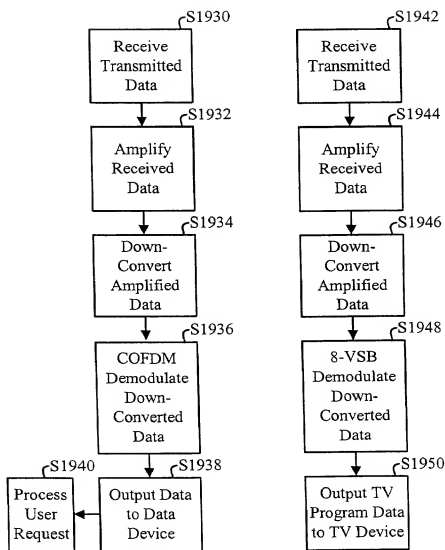 S1930
Receive
Transmitted
Data
S1932
Amplify
Received
Data
S1934
Down-
Convert
Amplified
Data
S1936
COFDM
Demodulate
Down-
Converted
Data
S1940
Process
User
Request
S1938
Output Data
to Data
Device
S1942
Receive
Transmitted
Data
S1944
Amplify
Received
Data
S1946
Down-
Convert
Amplified
Data
S1948
8-VSB
Demodulate
Down-
Converted
Data
S1950
Output TV
Program Data
to TV Device